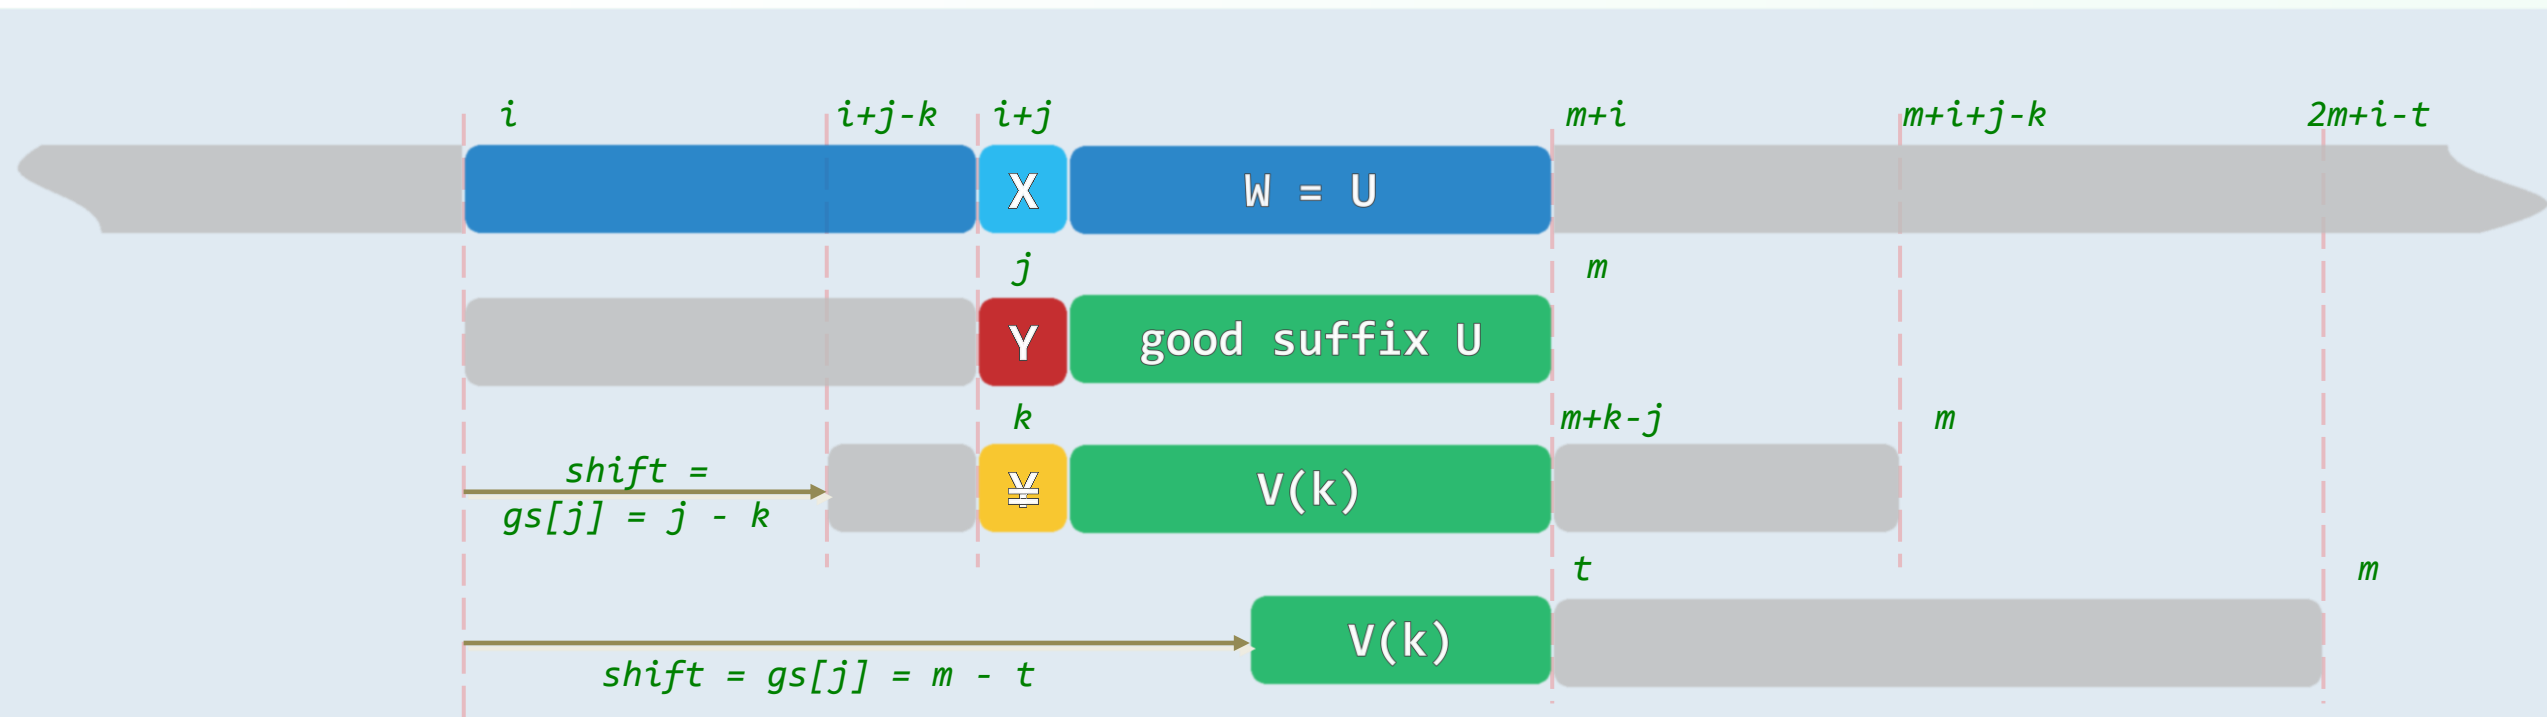 i i+j-k i+j m+i m+i+j-k 2m+i-t
X W = U
j m
Y good suffix U
k m+k-j m
shift =
gs[j] = j - k
¥ V(k)
t m
V(k)
shift = gs[j] = m - t